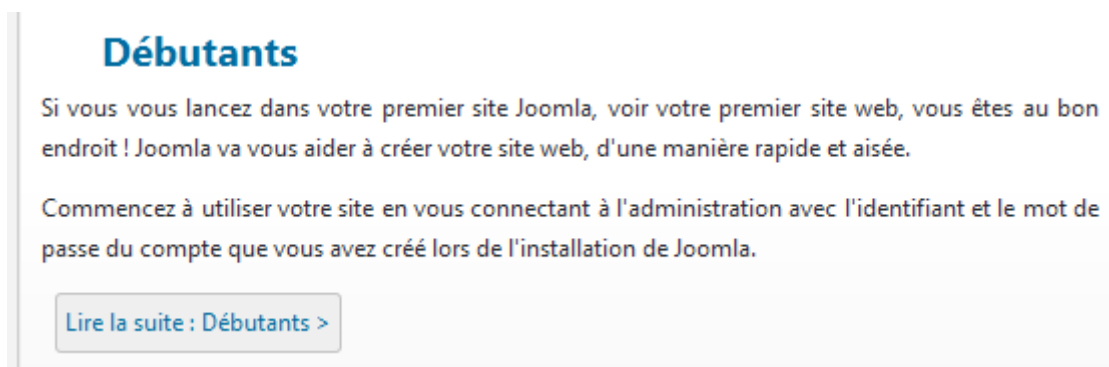 Débutants
Si vous vous lancez dans votre premier site Joomla, voir votre premier site web, vous êtes au bon
endroit ! Joomla va vous aider à créer votre site web, d'une manière rapide et aisée.
Commencez à utiliser votre site en vous connectant à l'administration avec l'identifiant et le mot de
passe du compte que vous avez créé lors de l'installation de Joomla.
Lire la suite : Débutants >